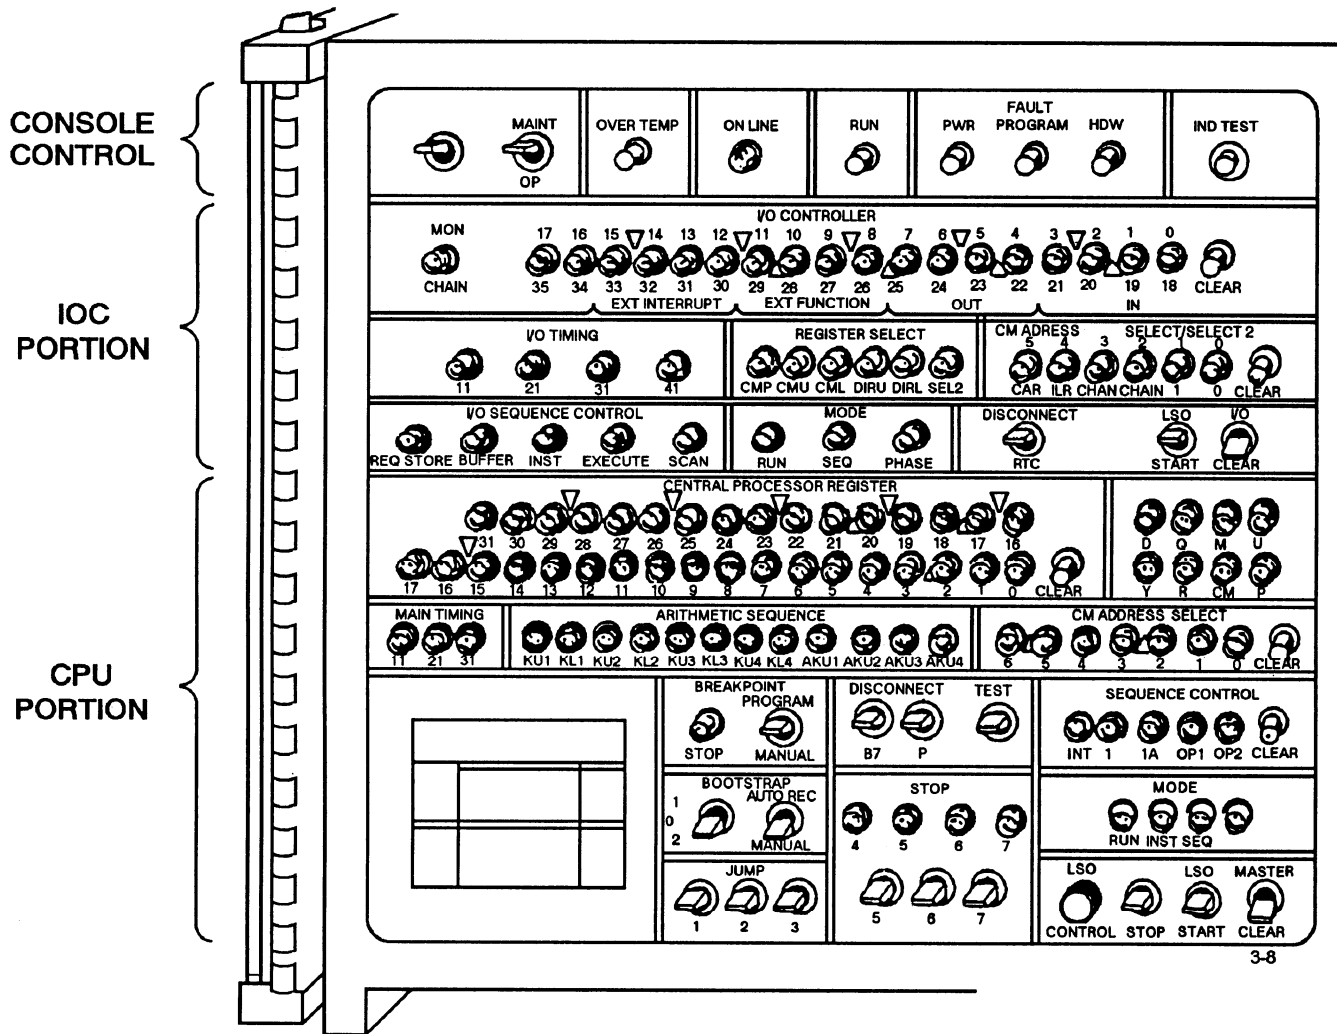 CONSOLE
CONTROL
MAINT
OP
OVER TEMP
ON LINE
RUN
FAULT
PWR PROGRAM HDW
IND TEST
IOC
PORTION
I/O CONTROLLER
MON
CHAIN
17 16 15 14 13 12 11 10 9 8 7 6 5 4 3 2 1 0
35 34 33 32 31 30 29 28 27 26 25 24 23 22 21 20 19 18 CLEAR
EXT INTERRUPT EXT FUNCTION OUT IN
I/O TIMING
11 21 31 41
REGISTER SELECT
CMP CMU CML DIRU DIRL SEL2
CM ADRESS SELECT/SELECT 2
5 4 3 2 1 0
CAR ILR CHAN CHAIN 1 0 CLEAR
I/O SEQUENCE CONTROL
REQ STORE BUFFER INST EXECUTE SCAN
MODE
RUN SEQ PHASE
DISCONNECT LSO I/O
RTC START CLEAR
CPU
PORTION
CENTRAL PROCESSOR REGISTER
31 30 29 28 27 26 25 24 23 22 21 20 19 18 17 16
17 16 15 14 13 12 11 10 9 8 7 6 5 4 3 2 1 0 CLEAR
D Q M U
Y R CM P
MAIN TIMING
11 21 31
ARITHMETIC SEQUENCE
KU1 KL1 KU2 KL2 KU3 KL3 KU4 KL4 AKU1 AKU2 AKU3 AKU4
CM ADDRESS SELECT
6 5 4 3 2 1 0 CLEAR
BREAKPOINT
PROGRAM
STOP MANUAL
DISCONNECT TEST
B7 P
SEQUENCE CONTROL
INT 1 1A OP1 OP2 CLEAR
BOOTSTRAP
AUTO REC
1
0
2
MANUAL
STOP
4 5 6 7
5 6 7
MODE
RUN INST SEQ
JUMP
1 2 3
LSO LSO MASTER
CONTROL STOP START CLEAR
3-8